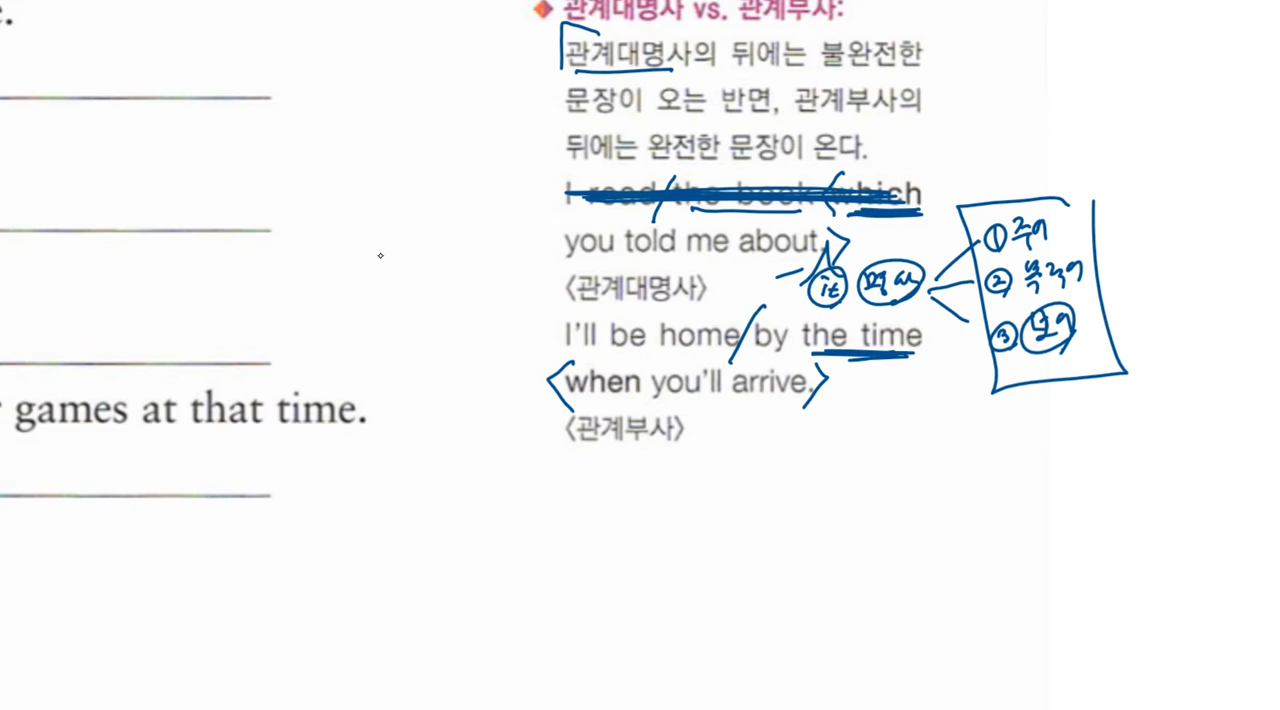 e.
관계대명사 vs. 관계부사:
관계대명사의 뒤에는 불완전한
문장이 오는 반면, 관계부사의
뒤에는 완전한 문장이 온다.
I read the book which
you told me about.
〈관계대명사〉
it 명사
① 주어
② 목적어
③ 보어
I'll be home by the time
when you'll arrive.
〈관계부사〉
games at that time.